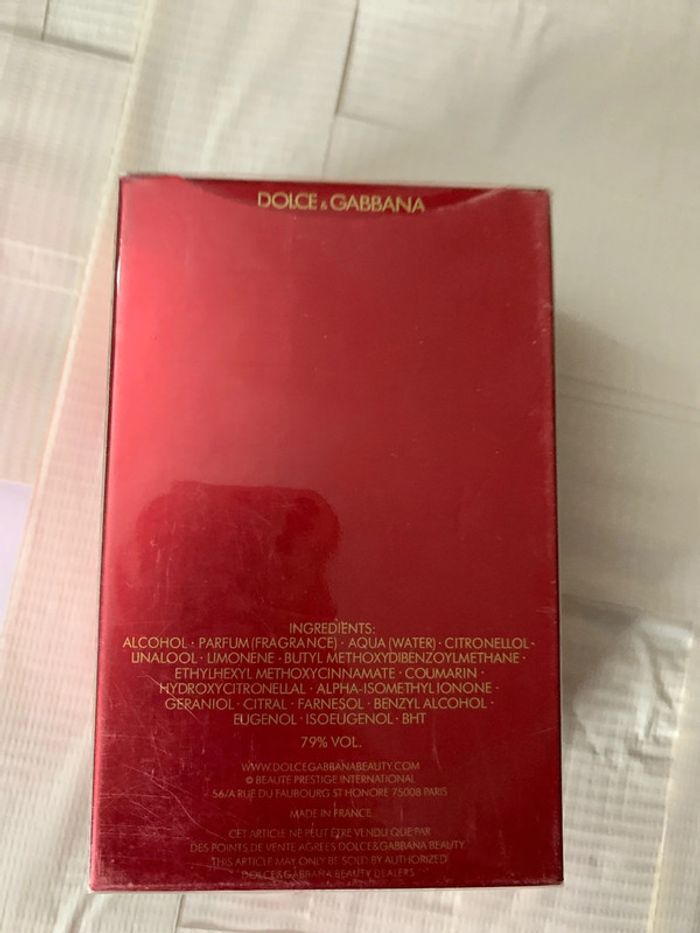 DOLCE & GABBANA
INGREDIENTS:
ALCOHOL · PARFUM (FRAGRANCE) · AQUA (WATER) · CITRONELLOL ·
LINALOOL · LIMONENE · BUTYL METHOXYDIBENZOYLMETHANE ·
ETHYLHEXYL METHOXYCINNAMATE · COUMARIN ·
HYDROXYCITRONELLAL · ALPHA-ISOMETHYL IONONE ·
GERANIOL · CITRAL · FARNESOL · BENZYL ALCOHOL ·
EUGENOL · ISOEUGENOL · BHT
79% VOL.
WWW.DOLCEGABBANABEAUTY.COM
© BEAUTE PRESTIGE INTERNATIONAL
56/A RUE DU FAUBOURG ST HONORE 75008 PARIS
MADE IN FRANCE
CET ARTICLE NE PEUT ÊTRE VENDU QUE PAR
DES POINTS DE VENTE AGREES DOLCE&GABBANA BEAUTY
THIS ARTICLE MAY ONLY BE SOLD BY AUTHORIZED
DOLCE&GABBANA BEAUTY DEALERS